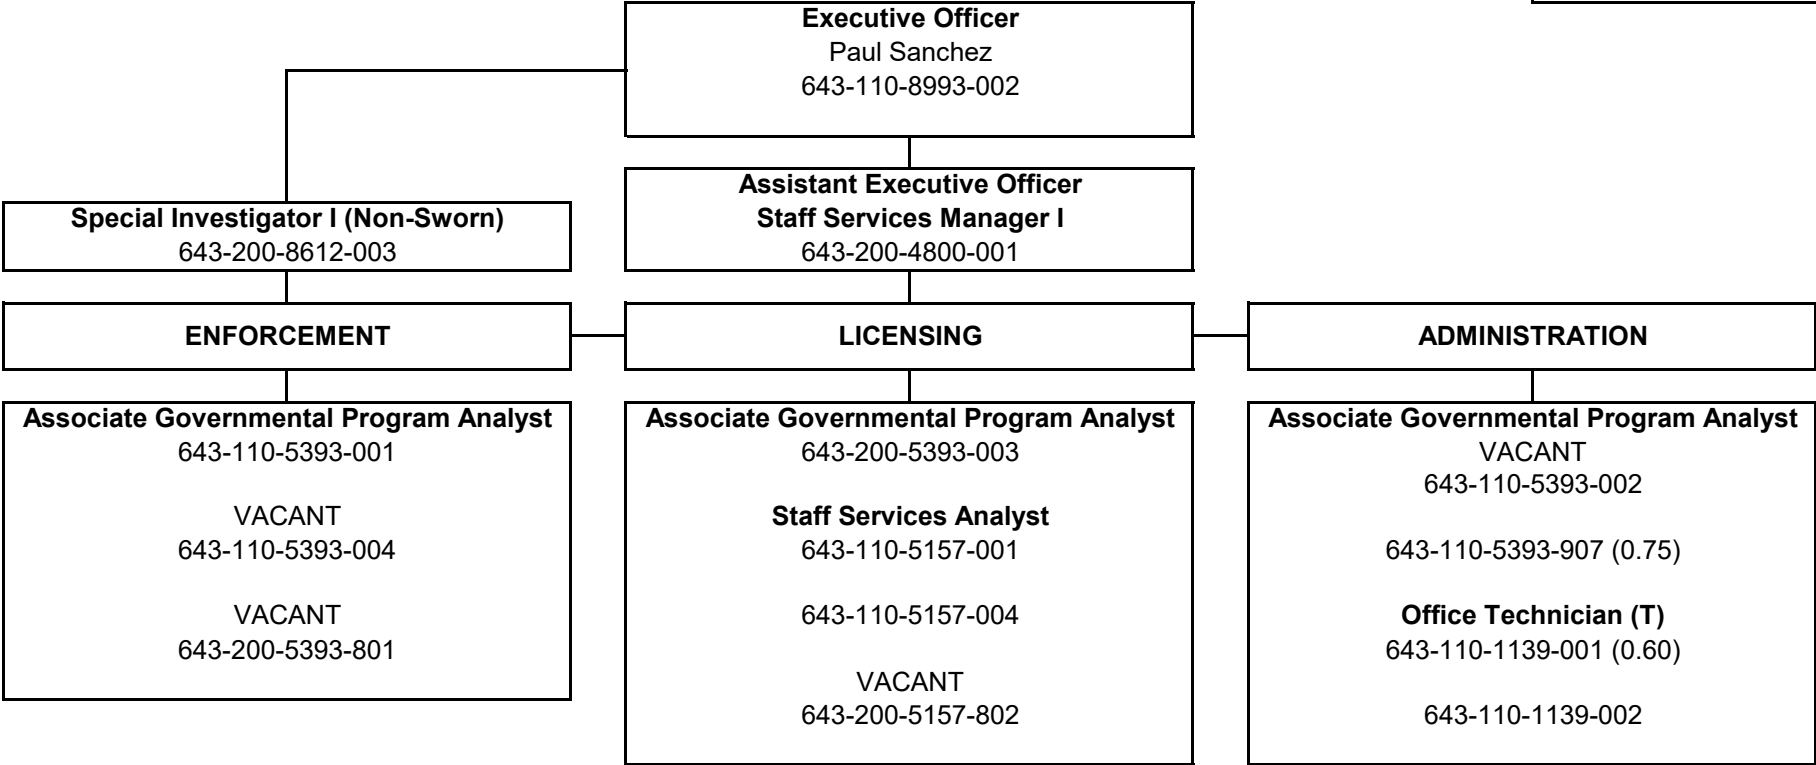 Executive Officer
Paul Sanchez
643-110-8993-002
Assistant Executive Officer
Staff Services Manager I
643-200-4800-001
Special Investigator I (Non-Sworn)
643-200-8612-003
ENFORCEMENT
LICENSING
ADMINISTRATION
Associate Governmental Program Analyst
643-110-5393-001
VACANT
643-110-5393-004
VACANT
643-200-5393-801
Associate Governmental Program Analyst
643-200-5393-003
Staff Services Analyst
643-110-5157-001
643-110-5157-004
VACANT
643-200-5157-802
Associate Governmental Program Analyst
VACANT
643-110-5393-002
643-110-5393-907 (0.75)
Office Technician (T)
643-110-1139-001 (0.60)
643-110-1139-002